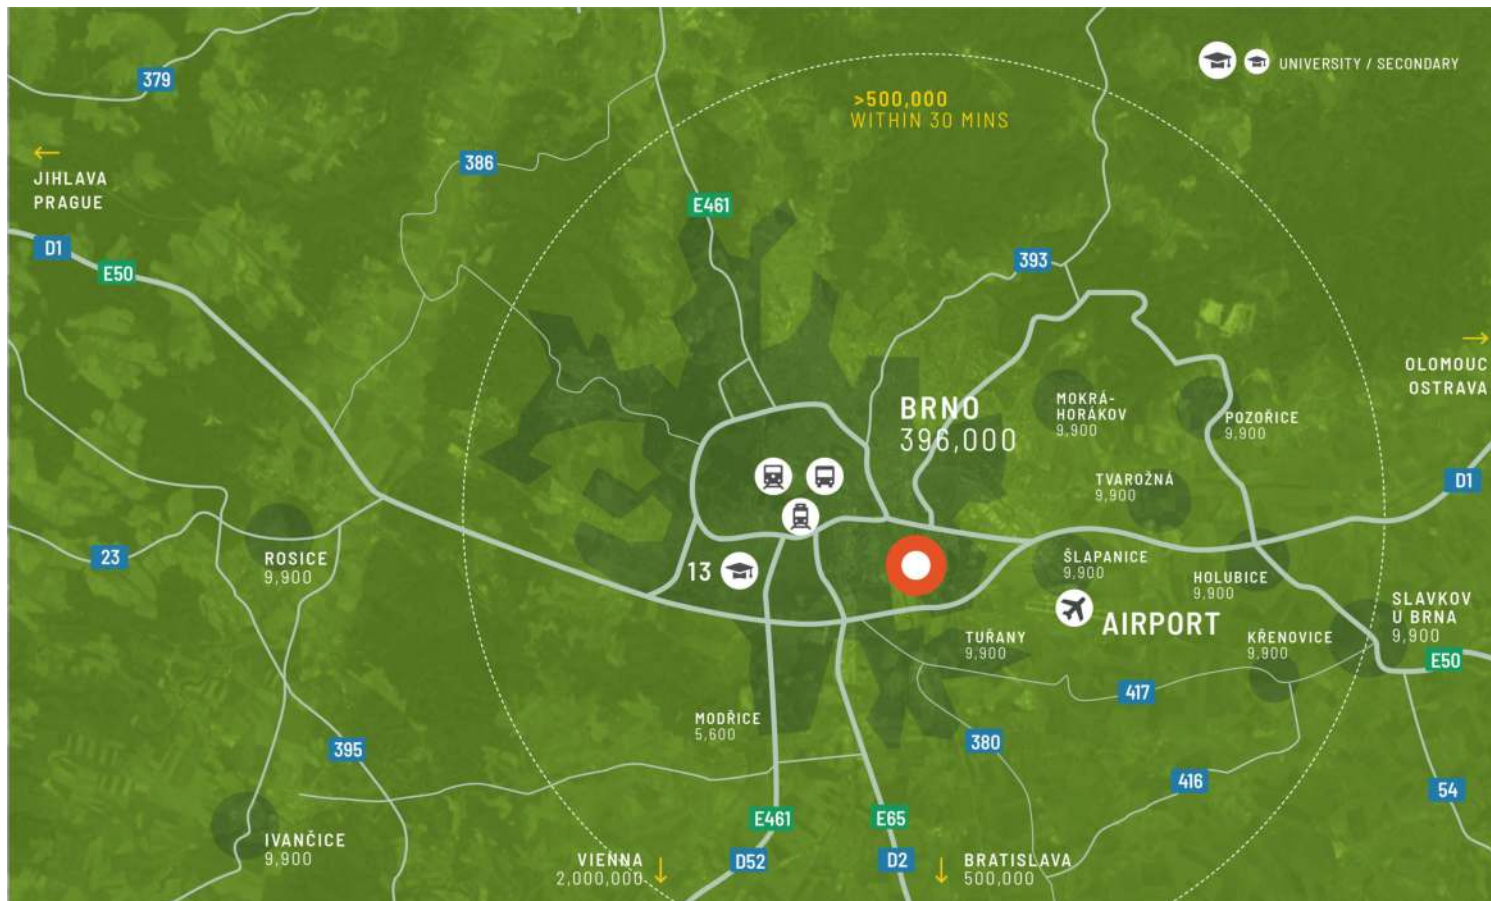 UNIVERSITY / SECONDARY
379
>500,000
WITHIN 30 MINS
386
JIHLAVA
PRAGUE
E461
D1
393
E50
OLOMOUC
OSTRAVA
BRNO
396,000
MOKRÁ-
HORÁKOV
9,900
POZOŘICE
9,900
TVAROŽNÁ
9,900
D1
23
ROSICE
9,900
13
ŠLAPANICE
9,900
HOLUBICE
9,900
SLAVKOV
U BRNA
9,900
AIRPORT
TUŘANY
9,900
KŘENOVICE
9,900
E50
417
MODŘICE
5,600
380
395
416
54
E461
E65
IVANČICE
9,900
VIENNA
2,000,000
D52
D2
BRATISLAVA
500,000